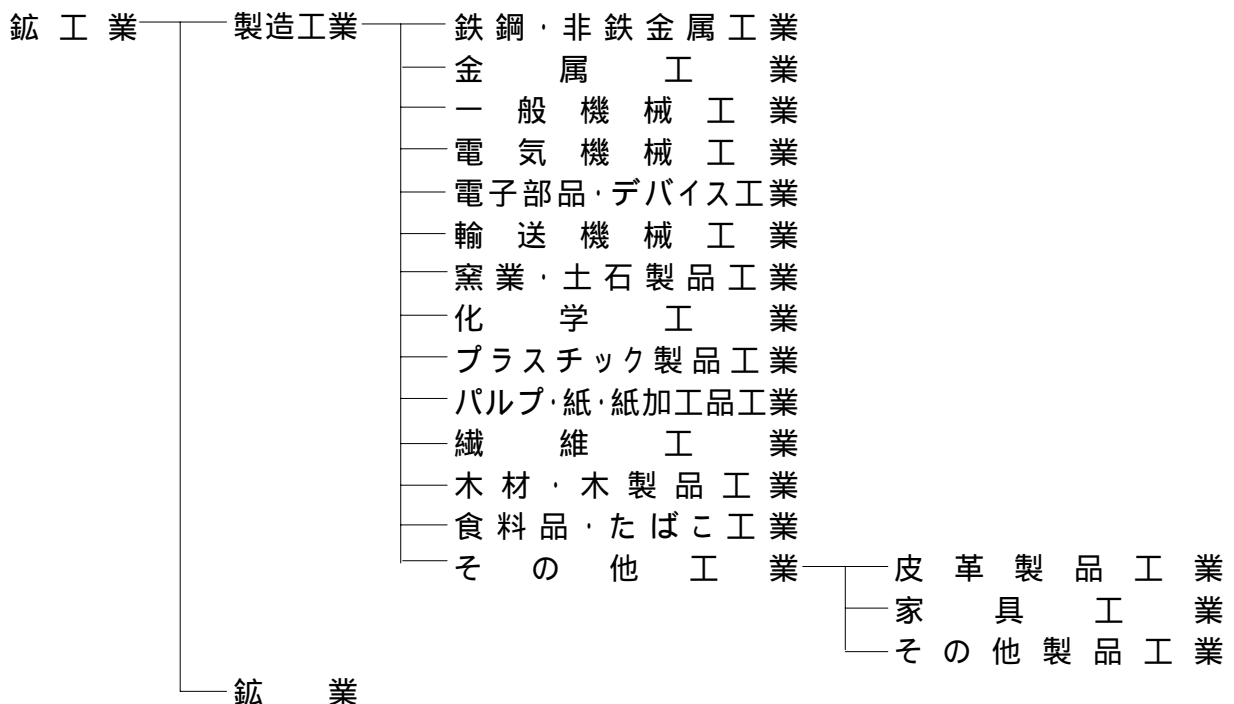 鉱工業 製造工業 鉄鋼・非鉄金属工業
金属工業
一般機械工業
電気機械工業
電子部品・デバイス工業
輸送機械工業
窯業・土石製品工業
化学工業
プラスチック製品工業
パルプ・紙・紙加工品工業
繊維工業
木材・木製品工業
食料品・たばこ工業
その他工業 皮革製品工業
家具工業
その他製品工業
鉱業